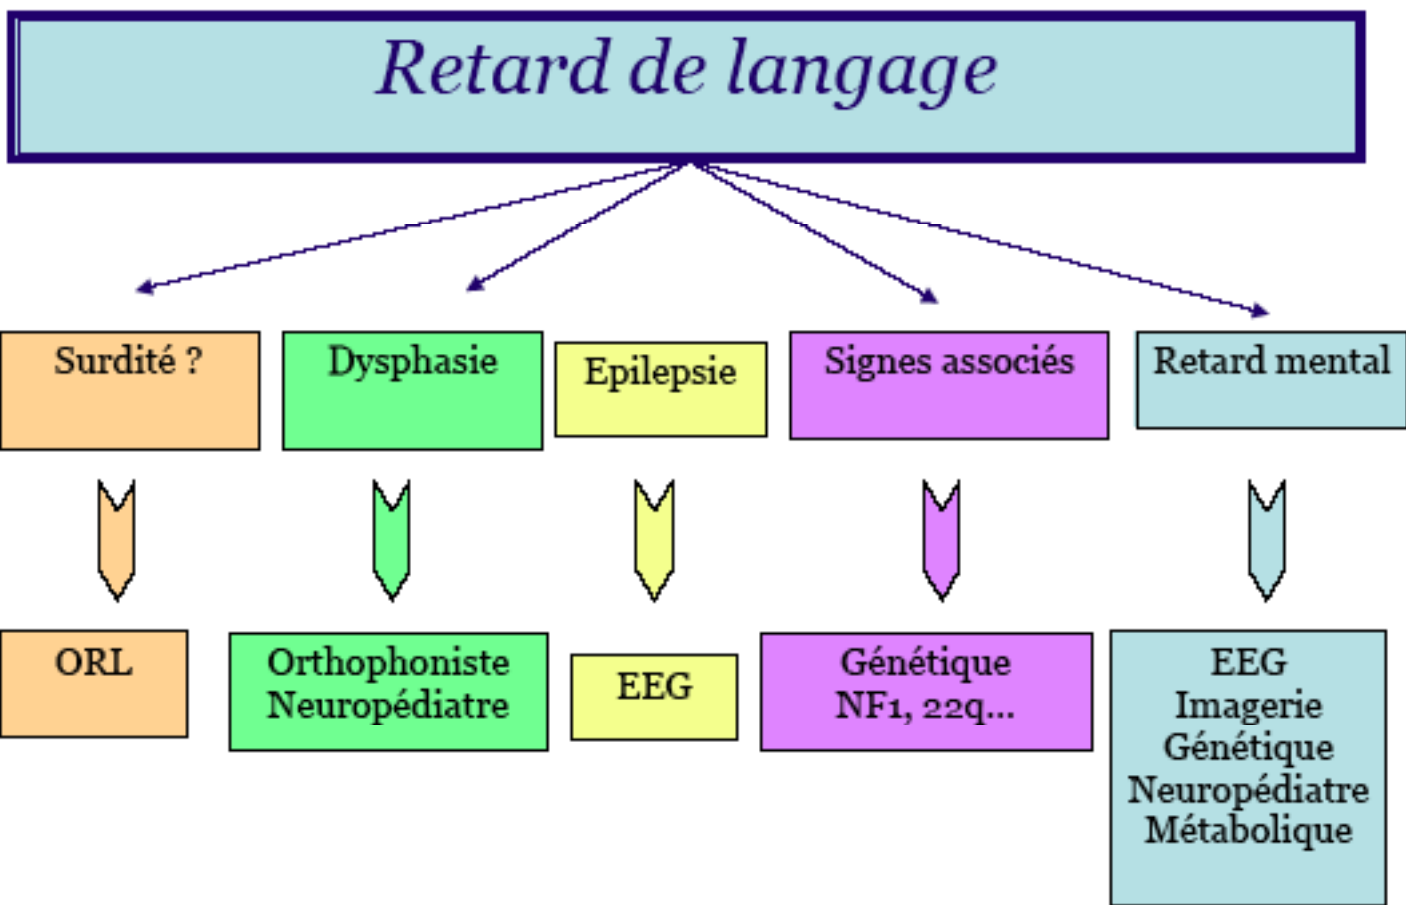 Retard de langage
Surdité ?
Dysphasie
Epilepsie
Signes associés
Retard mental
ORL
Orthophoniste
Neuropédiatre
EEG
Génétique
NF1, 22q...
EEG
Imagerie
Génétique
Neuropédiatre
Métabolique